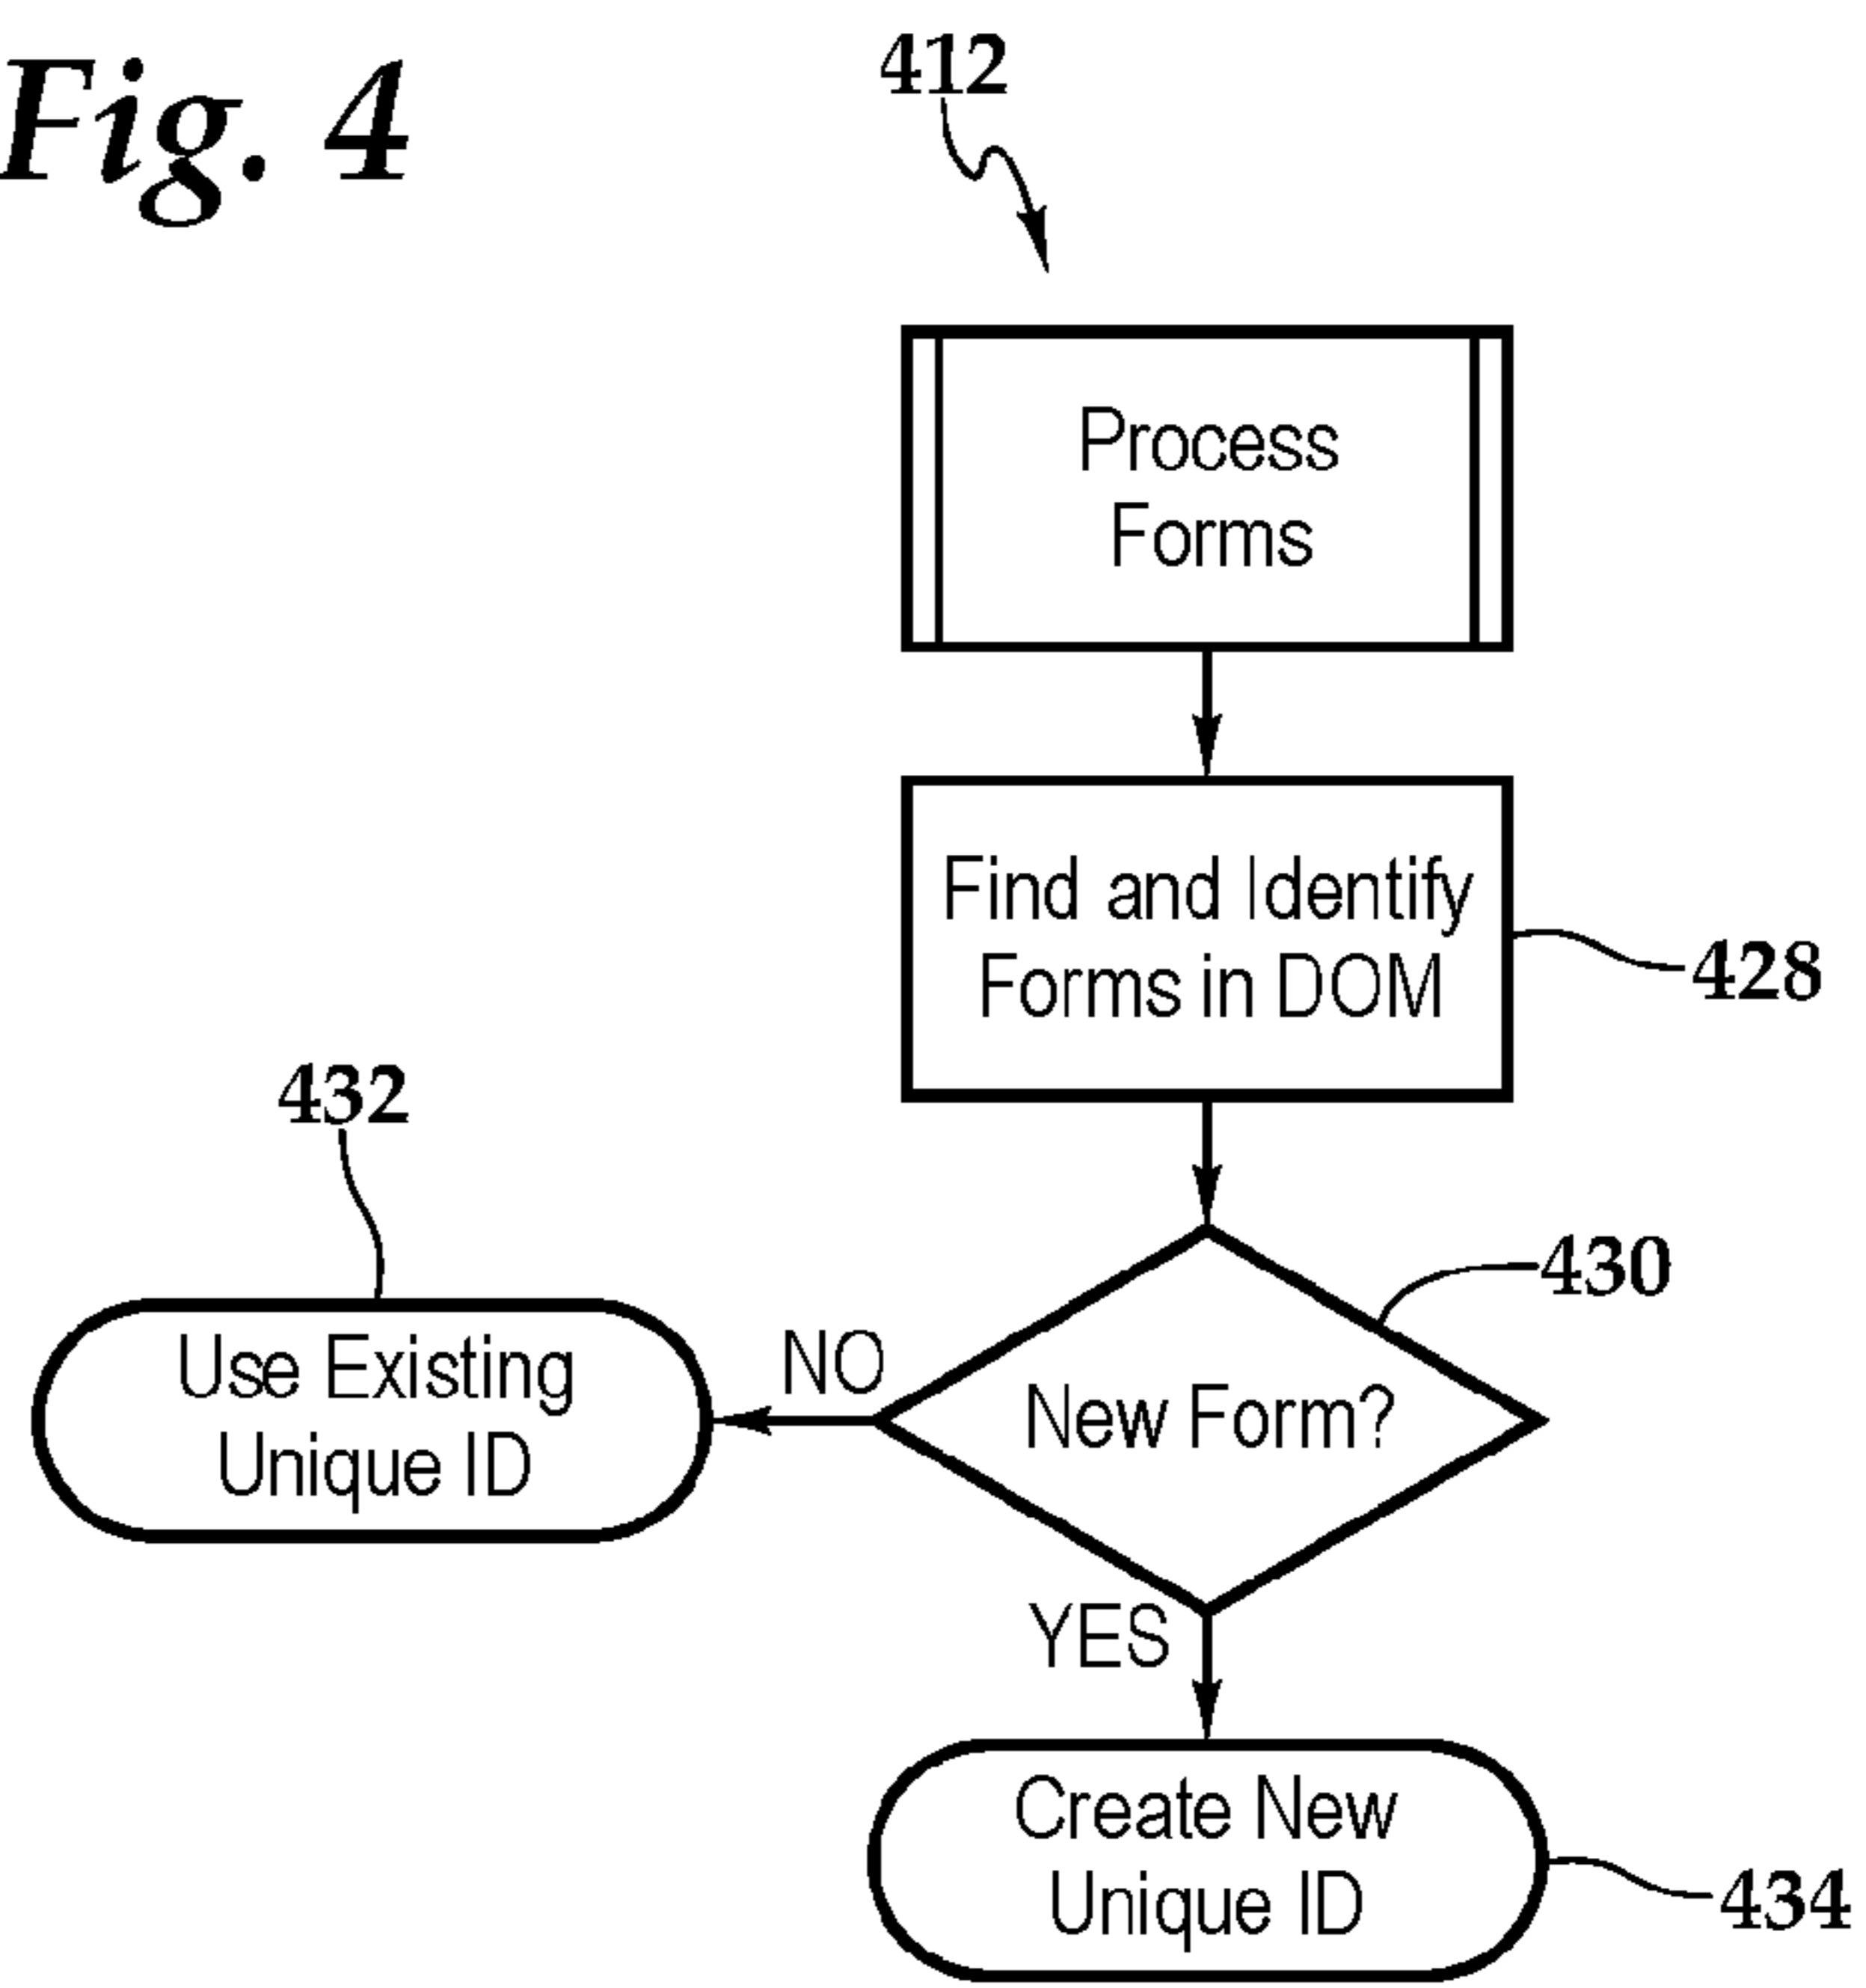 Fig. 4
412
Process
Forms
Find and Identify
Forms in DOM
428
432
430
Use Existing
Unique ID
NO
New Form?
YES
Create New
Unique ID
434